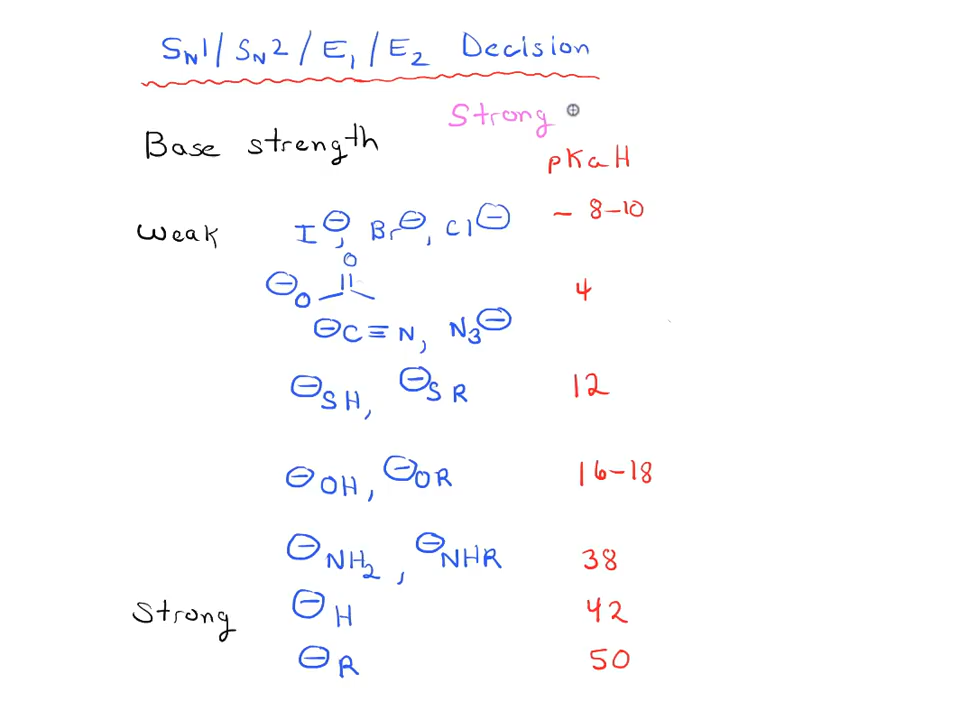 SN1 / SN2 / E1 / E2 Decision
Strong
Base strength
pKaH
Weak I⊖, Br⊖, Cl⊖ - 8-10
⊖O O 4
⊖C≡N, N3⊖
⊖SH, ⊖SR 12
⊖OH, ⊖OR 16-18
⊖NH2, ⊖NHR 38
Strong ⊖H 42
⊖R 50